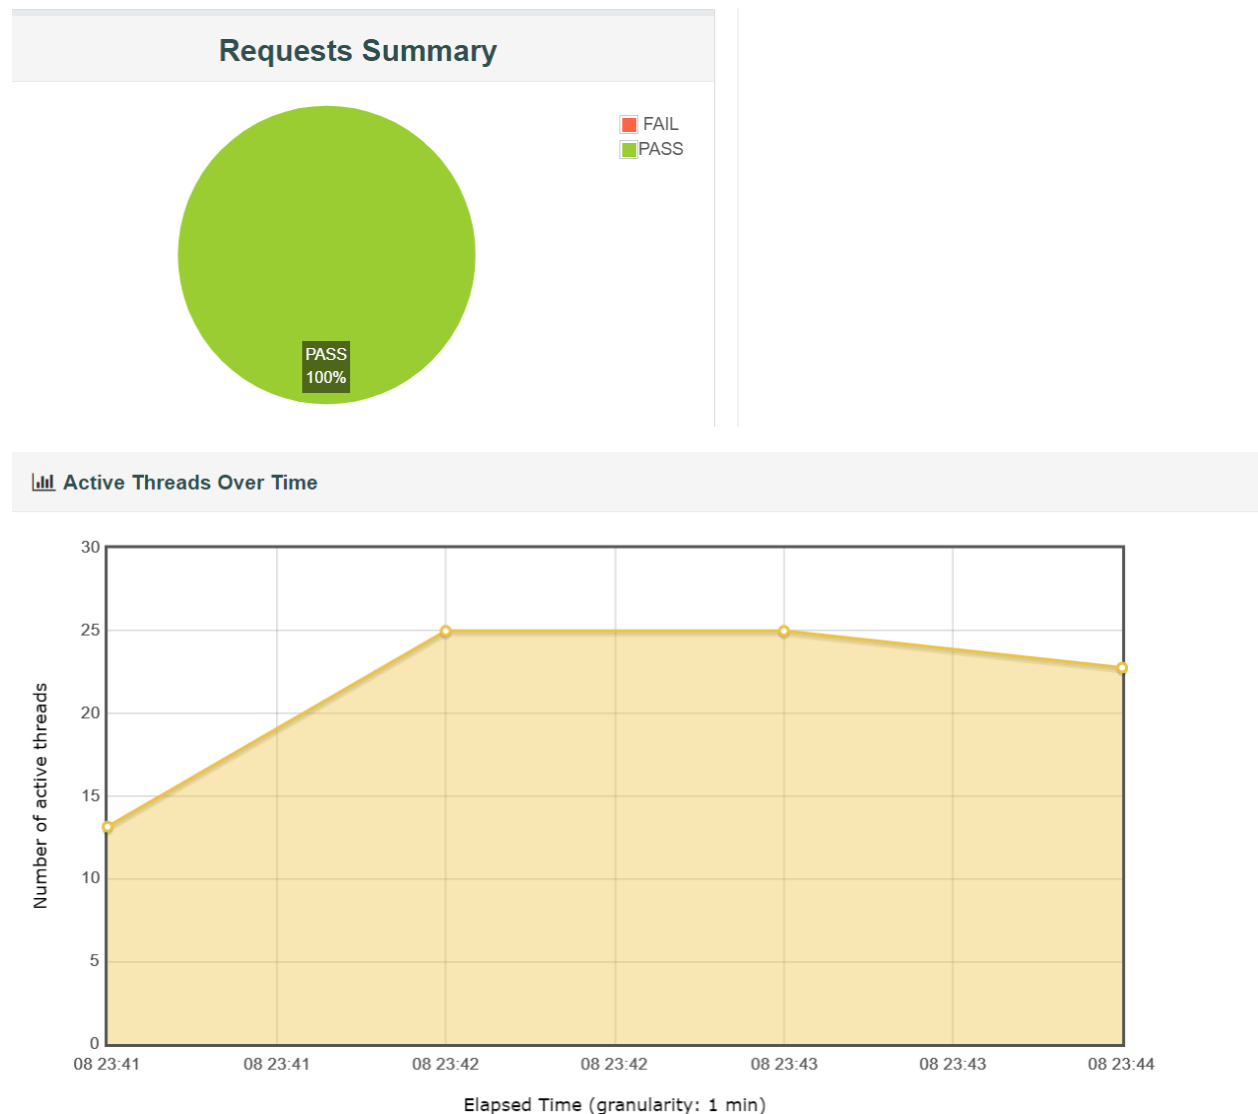 Requests Summary
FAIL
PASS
PASS
100%
Active Threads Over Time
30
25
20
15
10
5
0
Number of active threads
08 23:41 08 23:41 08 23:42 08 23:42 08 23:43 08 23:43 08 23:44
Elapsed Time (granularity: 1 min)